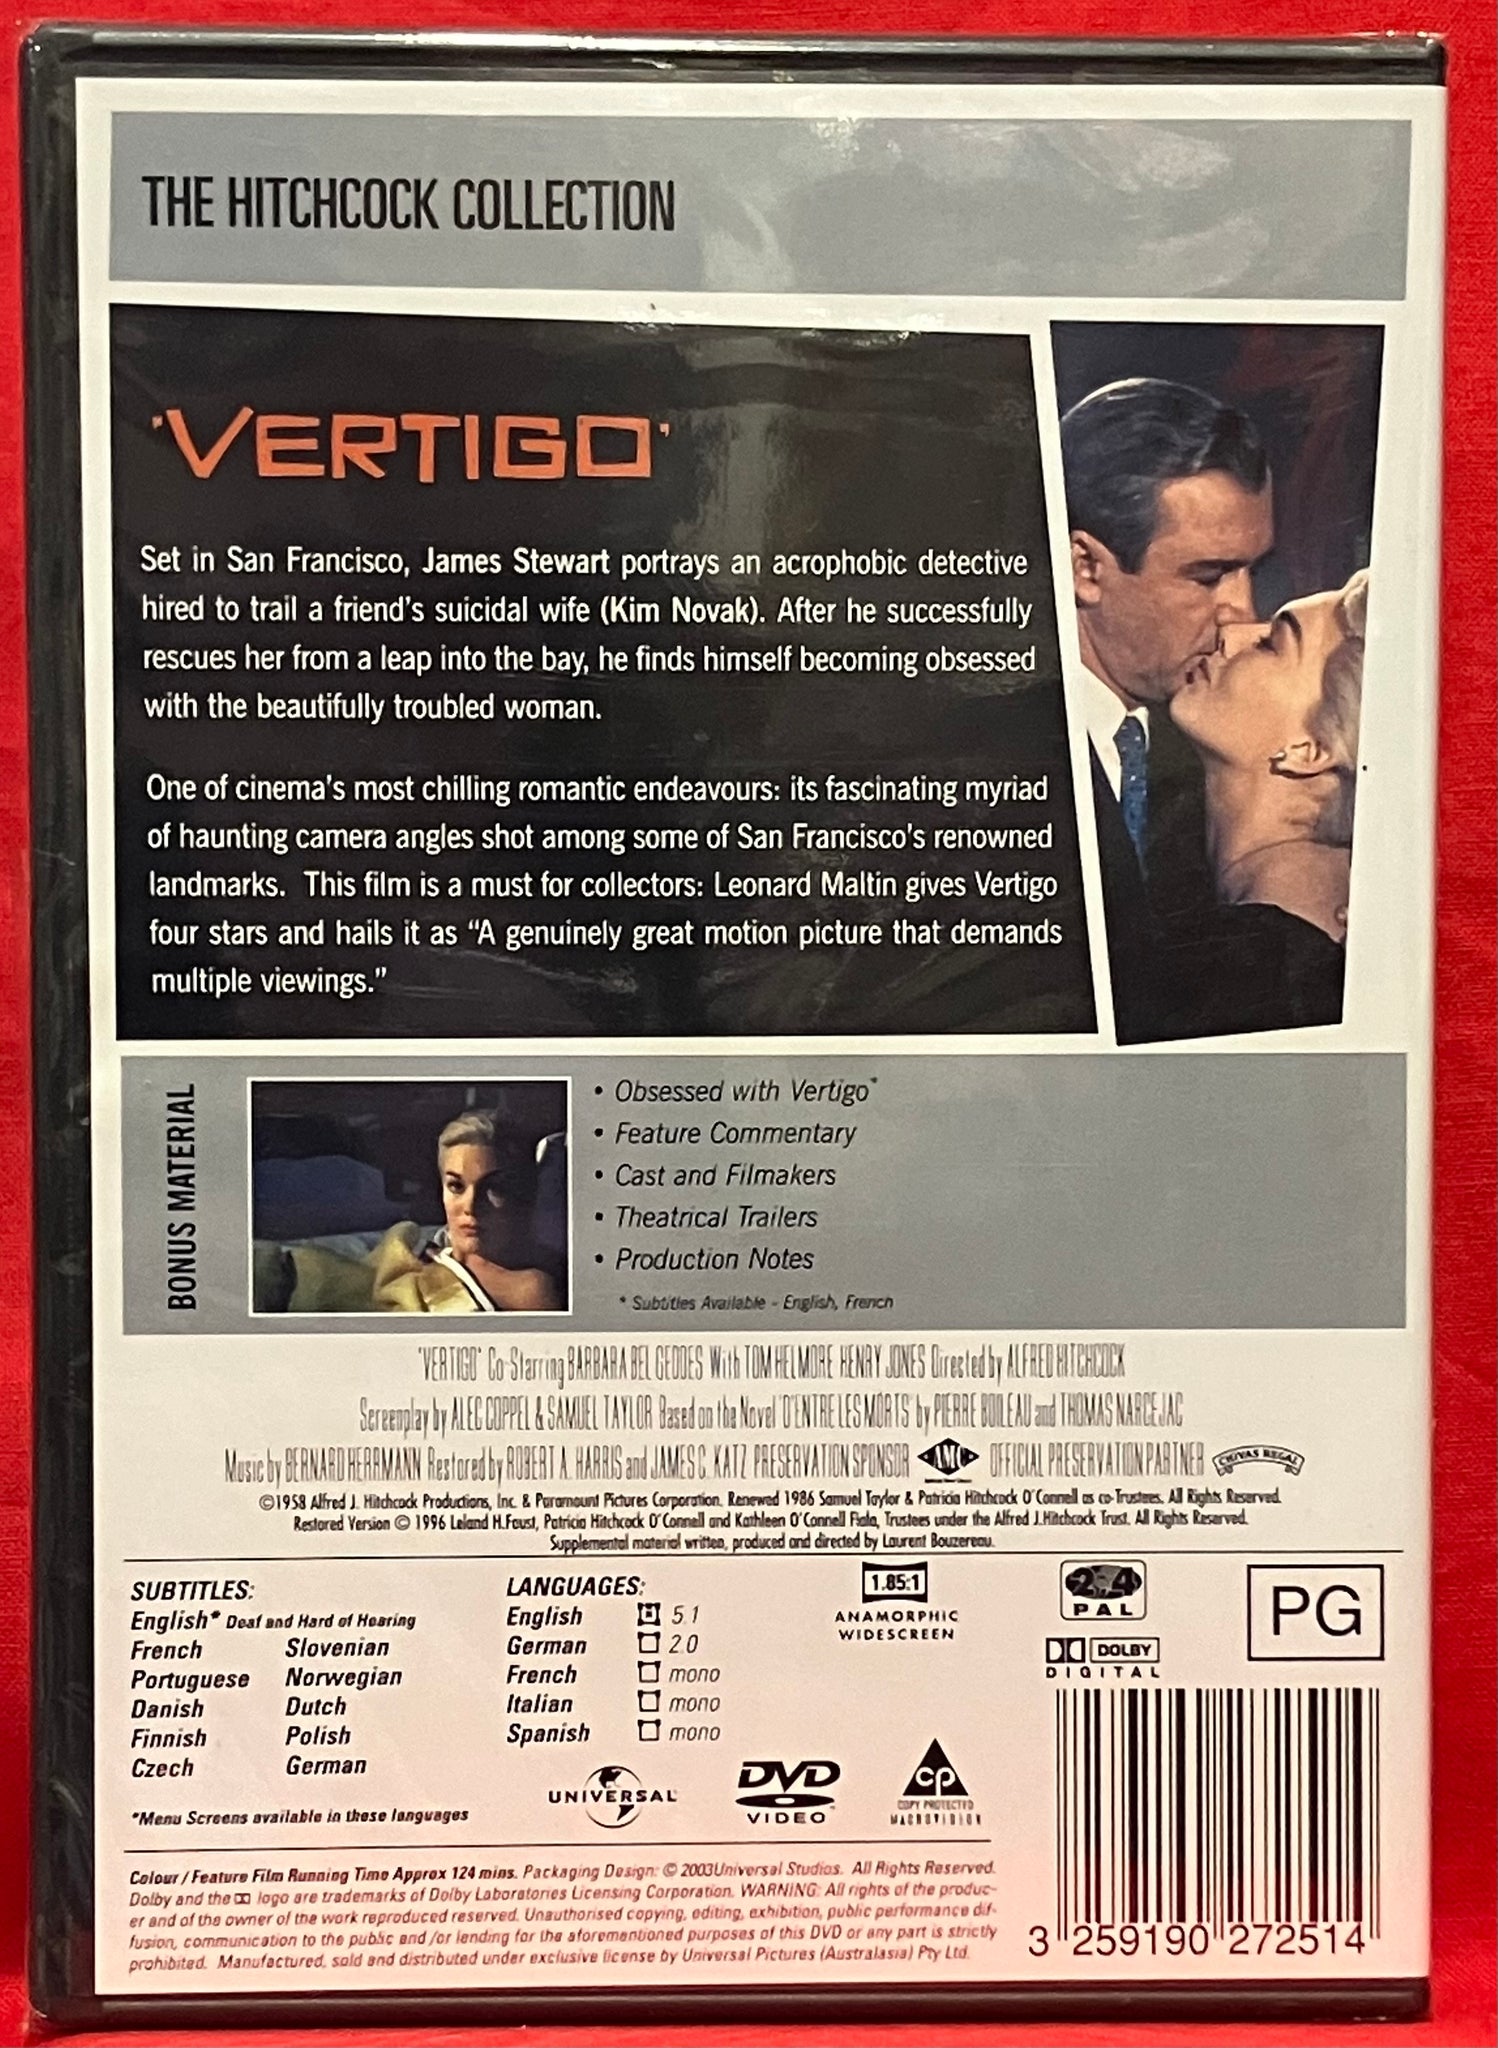 THE HITCHCOCK COLLECTION
'VERTIGO'
Set in San Francisco, James Stewart portrays an acrophobic detective
hired to trail a friend's suicidal wife (Kim Novak). After he successfully
rescues her from a leap into the bay, he finds himself becoming obsessed
with the beautifully troubled woman.
One of cinema's most chilling romantic endeavours: its fascinating myriad
of haunting camera angles shot among some of San Francisco's renowned
landmarks. This film is a must for collectors: Leonard Maltin gives Vertigo
four stars and hails it as “A genuinely great motion picture that demands
multiple viewings.”
BONUS MATERIAL
• Obsessed with Vertigo*
• Feature Commentary
• Cast and Filmakers
• Theatrical Trailers
• Production Notes
* Subtitles Available - English, French
'VERTIGO' Co-Starring BARBARA BEL GEDDES With TOM HELMORE HENRY JONES Directed by ALFRED HITCHCOCK
Screenplay by ALEC COPPEL & SAMUEL TAYLOR Based on the Novel 'D'ENTRE LES MORTS' by PIERRE BOILEAU and THOMAS NARCEJAC
Music by BERNARD HERRMANN Restored by ROBERT A. HARRIS and JAMES C. KATZ PRESERVATION SPONSOR AMC OFFICIAL PRESERVATION PARTNER CHIVAS REGAL
©1958 Alfred J. Hitchcock Productions, Inc. & Paramount Pictures Corporation. Renewed 1986 Samuel Taylor & Patricia Hitchcock O'Connell as co-Trustees. All Rights Reserved.
Restored Version © 1996 Leland H.Faust, Patricia Hitchcock O'Connell and Kathleen O'Connell Fiala, Trustees under the Alfred J.Hitchcock Trust. All Rights Reserved.
Supplemental material written, produced and directed by Laurent Bouzereau.
SUBTITLES:
English* Deaf and Hard of Hearing
French Slovenian
Portuguese Norwegian
Danish Dutch
Finnish Polish
Czech German
*Menu Screens available in these languages
LANGUAGES:
English 5.1
German 2.0
French mono
Italian mono
Spanish mono
1.85:1
ANAMORPHIC
WIDESCREEN
2 4
PAL
DOLBY
DIGITAL
PG
UNIVERSAL
DVD
VIDEO
cp
COPY PROTECTED
MACROVISION
Colour / Feature Film Running Time Approx 124 mins. Packaging Design: © 2003Universal Studios. All Rights Reserved.
Dolby and the logo are trademarks of Dolby Laboratories Licensing Corporation. WARNING: All rights of the produc-
er and of the owner of the work reproduced reserved. Unauthorised copying, editing, exhibition, public performance dif-
fusion, communication to the public and /or lending for the aforementioned purposes of this DVD or any part is strictly
prohibited. Manufactured, sold and distributed under exclusive license by Universal Pictures (Australasia) Pty Ltd.
3 259190 272514